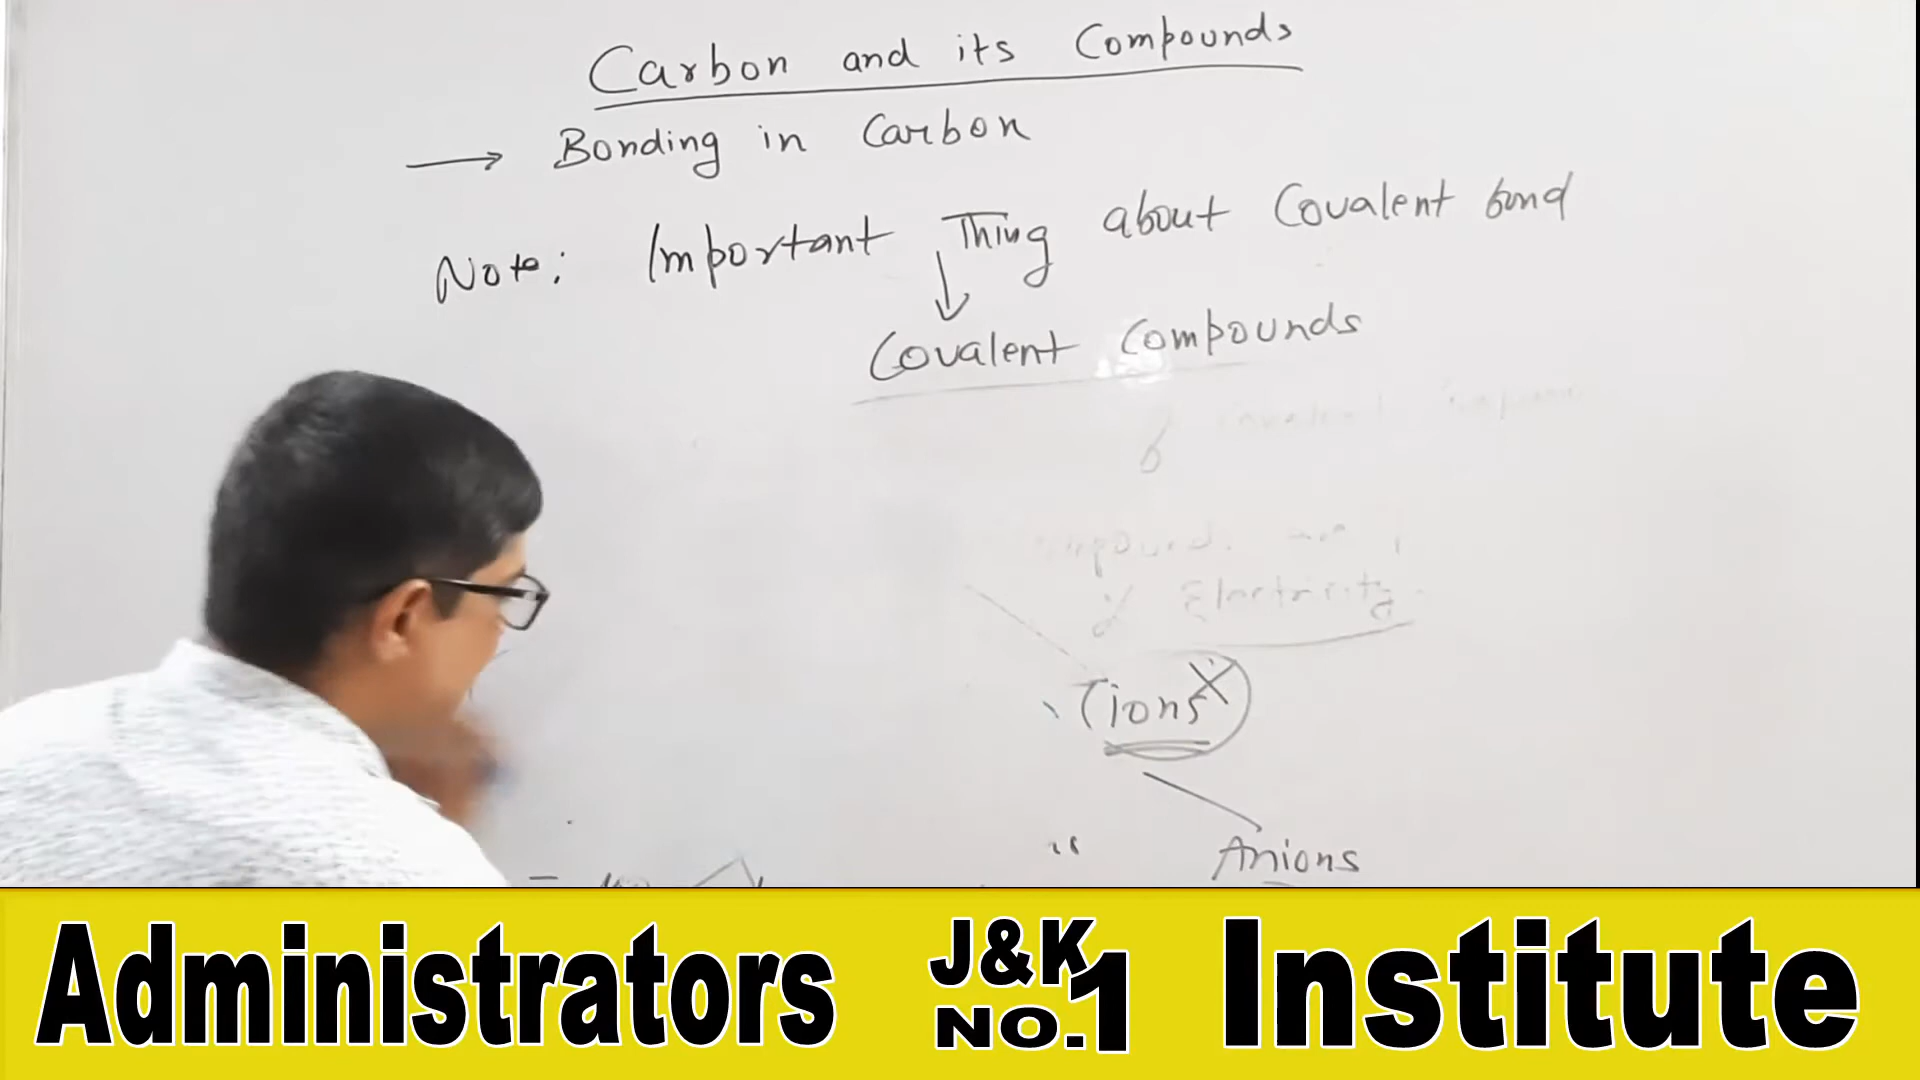 Carbon and its Compounds
→ Bonding in Carbon
Note: Important Thing about Covalent bond
↓
Covalent Compounds
Electricity.
ions X
Anions
Administrators J&K NO.1 Institute